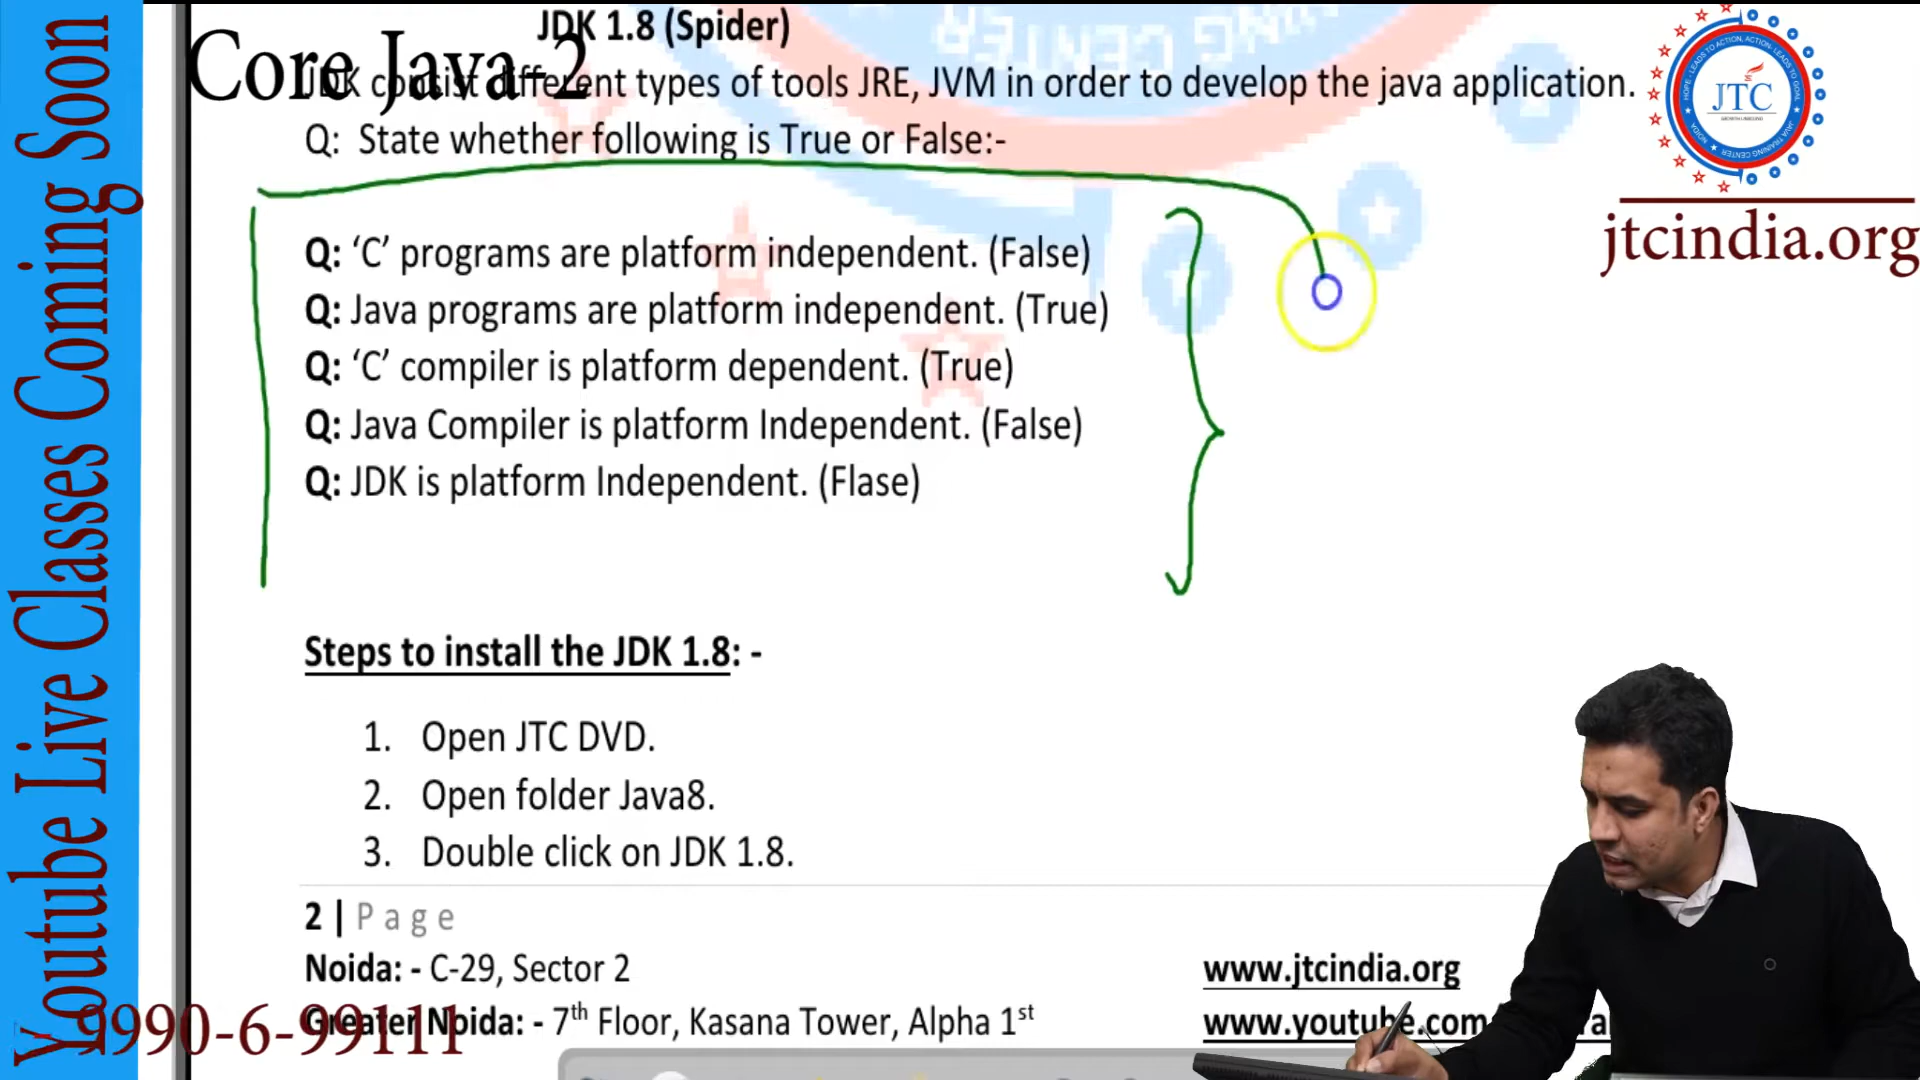 JDK 1.8 (Spider)
Core Java-2
JDK consist different types of tools JRE, JVM in order to develop the java application.
Q: State whether following is True or False:-
Q: ‘C’ programs are platform independent. (False)
Q: Java programs are platform independent. (True)
Q: ‘C’ compiler is platform dependent. (True)
Q: Java Compiler is platform Independent. (False)
Q: JDK is platform Independent. (Flase)
Steps to install the JDK 1.8: -
1. Open JTC DVD.
2. Open folder Java8.
3. Double click on JDK 1.8.
2 | Page
Noida: - C-29, Sector 2
www.jtcindia.org
Greater Noida: - 7th Floor, Kasana Tower, Alpha 1st
www.youtube.com
Youtube Live Classes Coming Soon
9990-6-99111
JTC
jtcindia.org